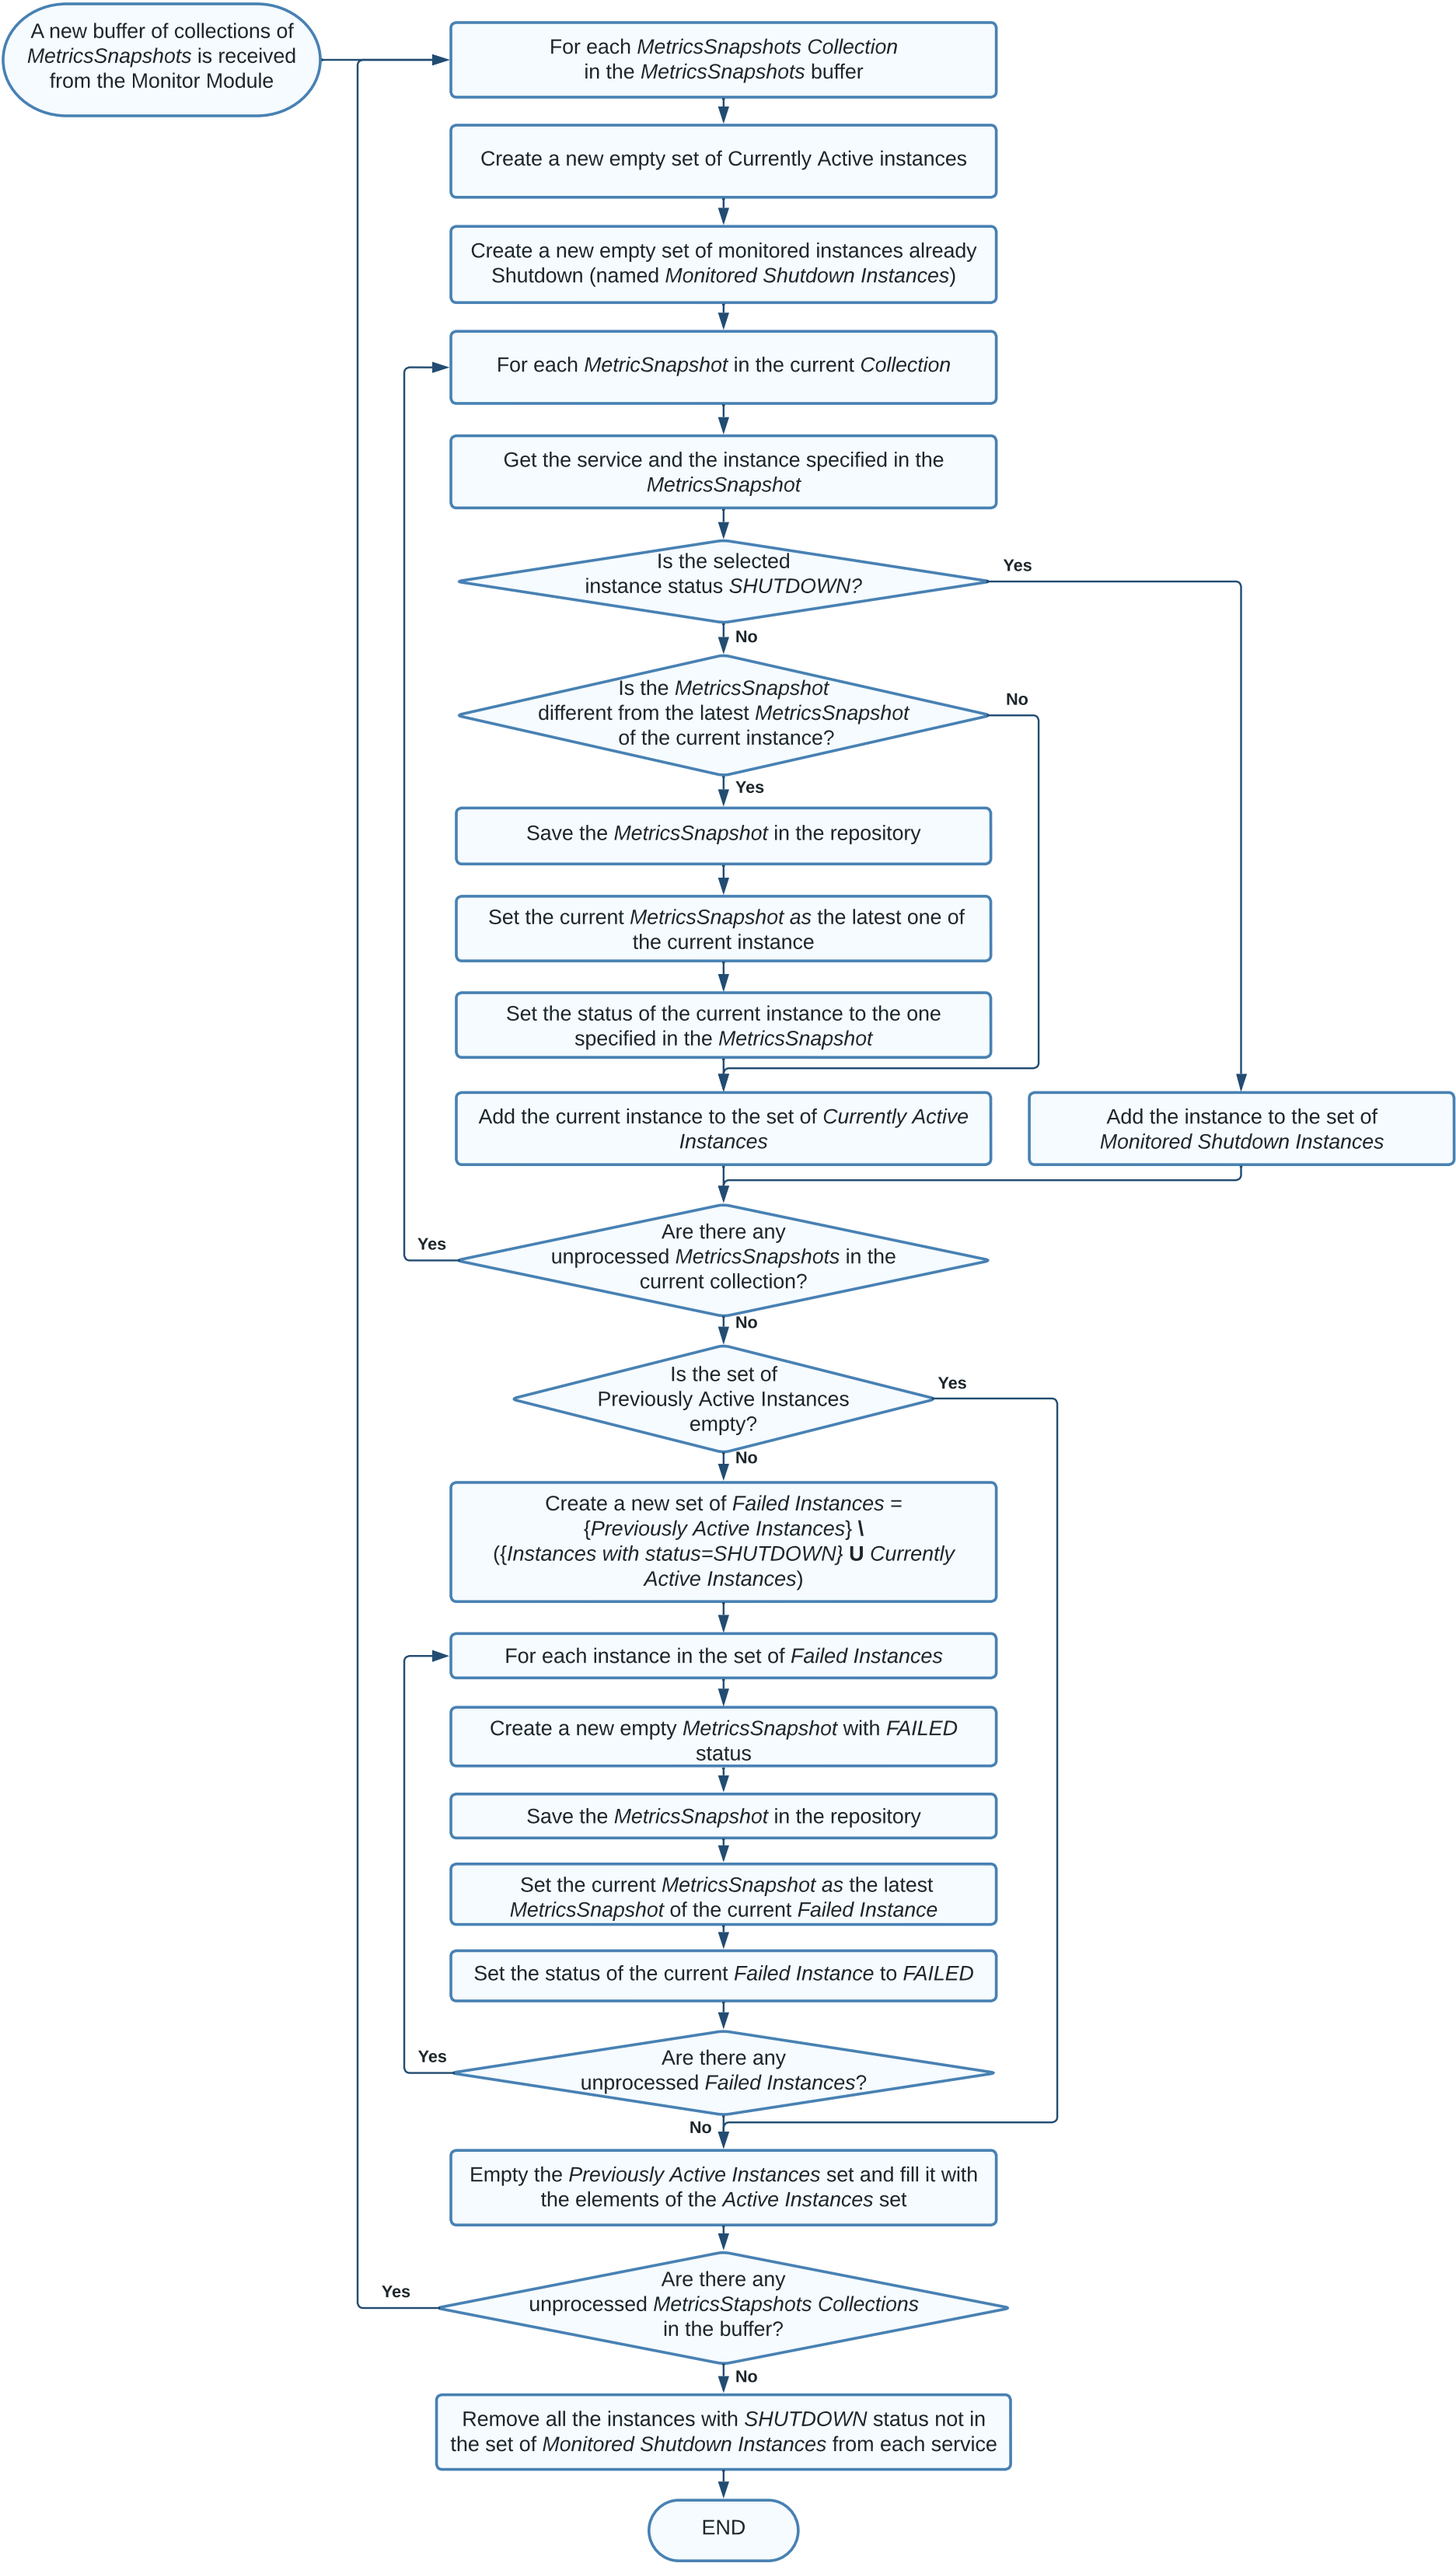 A new buffer of collections of
MetricsSnapshots is received
from the Monitor Module
For each MetricsSnapshots Collection
in the MetricsSnapshots buffer
Create a new empty set of Currently Active instances
Create a new empty set of monitored instances already
Shutdown (named Monitored Shutdown Instances)
For each MetricSnapshot in the current Collection
Get the service and the instance specified in the
MetricsSnapshot
Is the selected
instance status SHUTDOWN?
Yes
No
Is the MetricsSnapshot
different from the latest MetricsSnapshot
of the current instance?
No
Yes
Save the MetricsSnapshot in the repository
Set the current MetricsSnapshot as the latest one of
the current instance
Set the status of the current instance to the one
specified in the MetricsSnapshot
Add the current instance to the set of Currently Active
Instances
Add the instance to the set of
Monitored Shutdown Instances
Are there any
unprocessed MetricsSnapshots in the
current collection?
Yes
No
Is the set of
Previously Active Instances
empty?
Yes
No
Create a new set of Failed Instances =
{Previously Active Instances} \
({Instances with status=SHUTDOWN} U Currently
Active Instances)
For each instance in the set of Failed Instances
Create a new empty MetricsSnapshot with FAILED
status
Save the MetricsSnapshot in the repository
Set the current MetricsSnapshot as the latest
MetricsSnapshot of the current Failed Instance
Set the status of the current Failed Instance to FAILED
Are there any
unprocessed Failed Instances?
Yes
No
Empty the Previously Active Instances set and fill it with
the elements of the Active Instances set
Are there any
unprocessed MetricsStapshots Collections
in the buffer?
Yes
No
Remove all the instances with SHUTDOWN status not in
the set of Monitored Shutdown Instances from each service
END